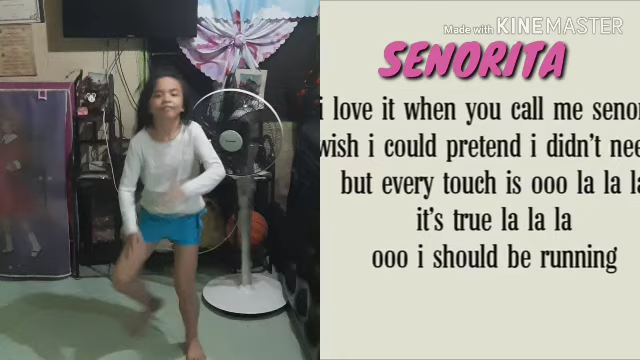 Made with KINEMASTER
SENORITA
i love it when you call me senor
wish i could pretend i didn't nee
but every touch is ooo la la la
it's true la la la
ooo i should be running